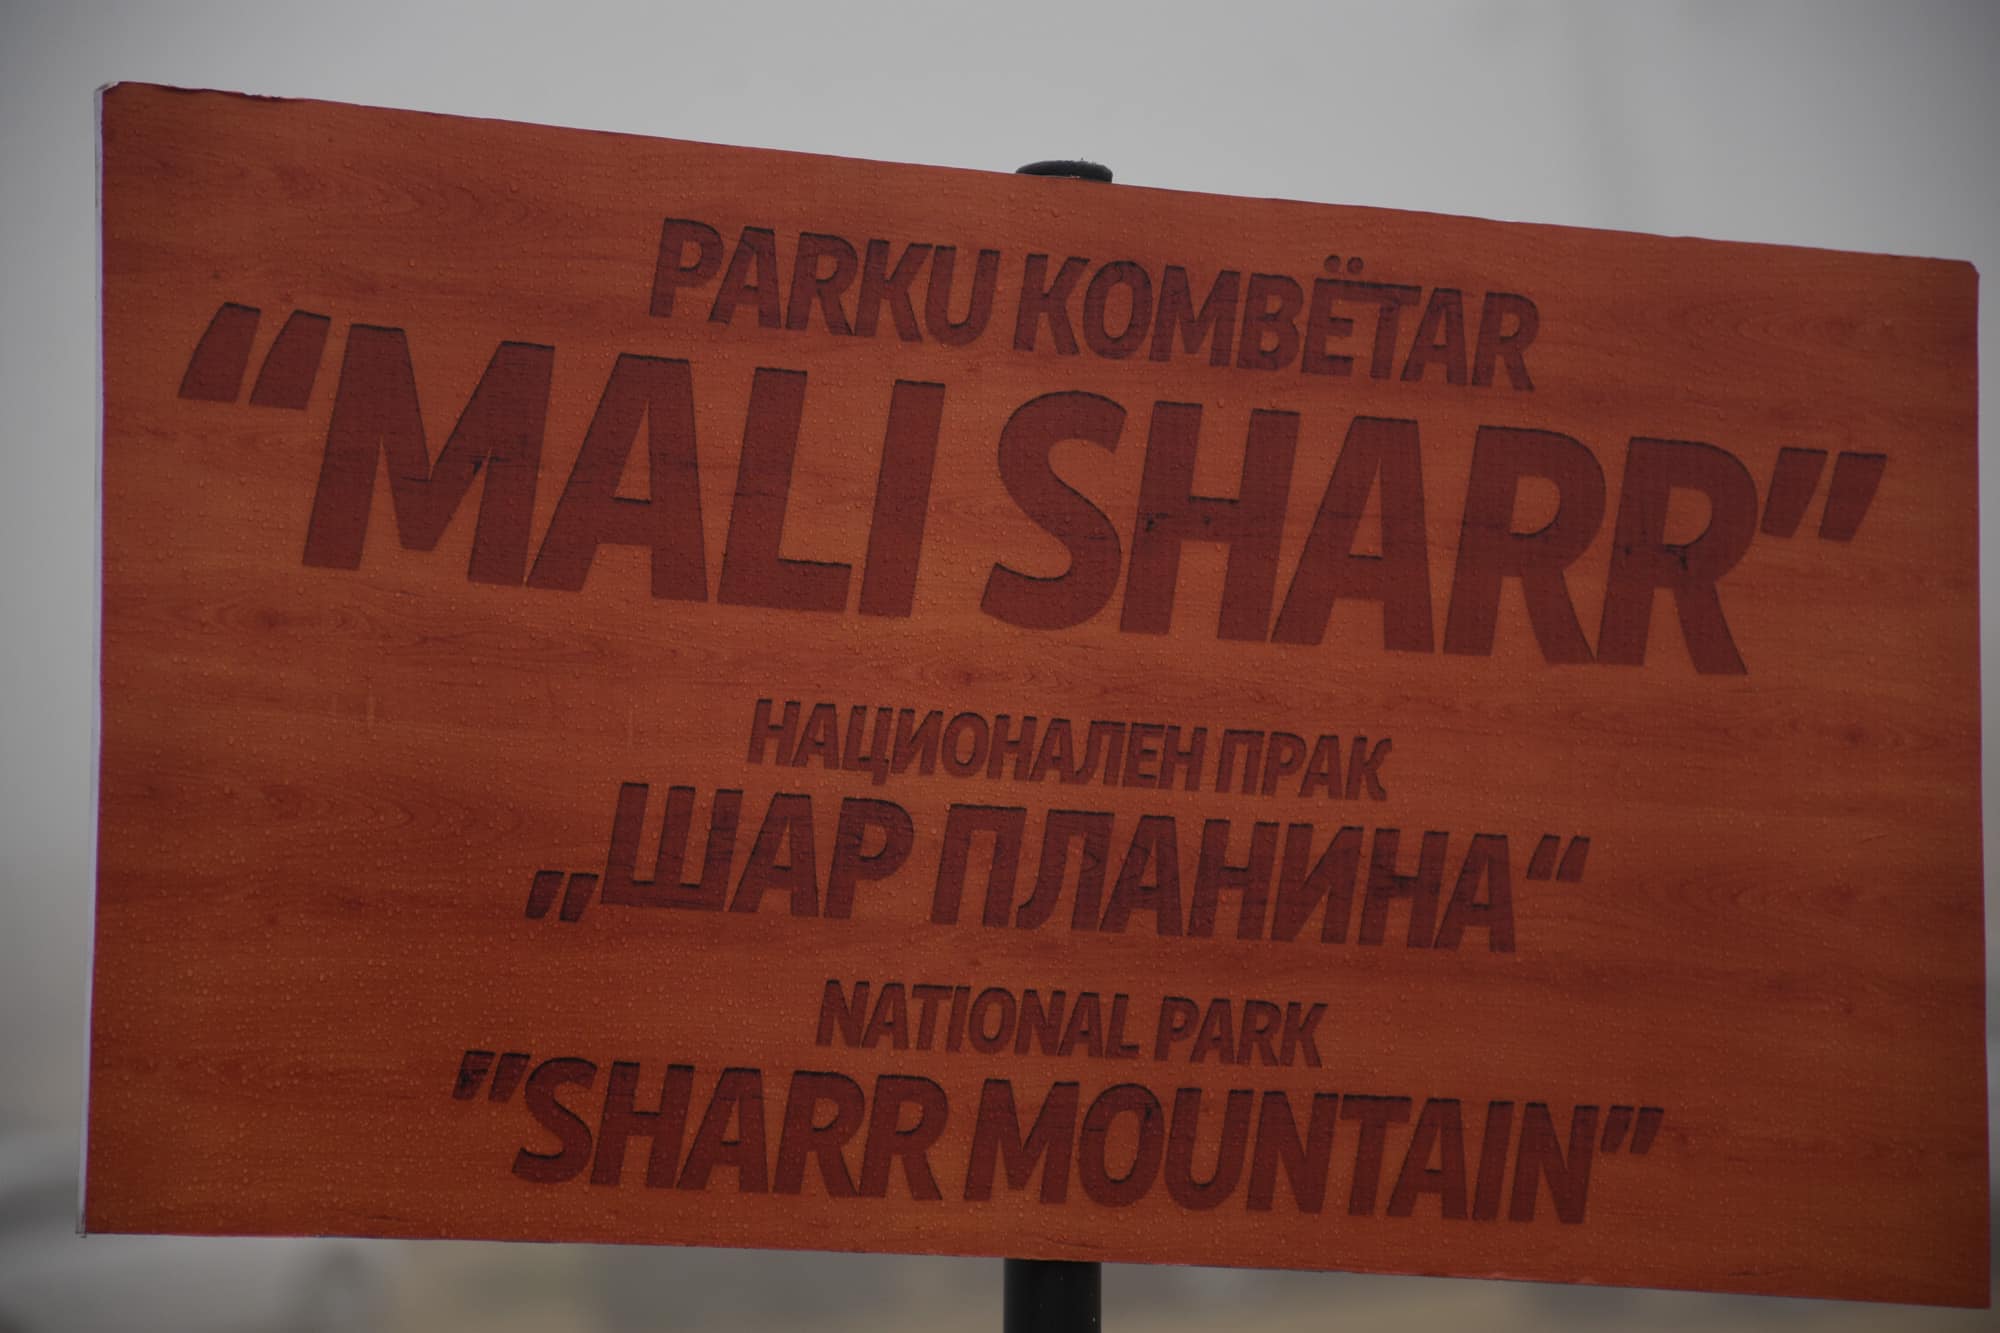 PARKU KOMBËTAR
“MALI SHARR”
НАЦИОНАЛЕН ПРАК
„ШАР ПЛАНИНА“
NATIONAL PARK
"SHARR MOUNTAIN”